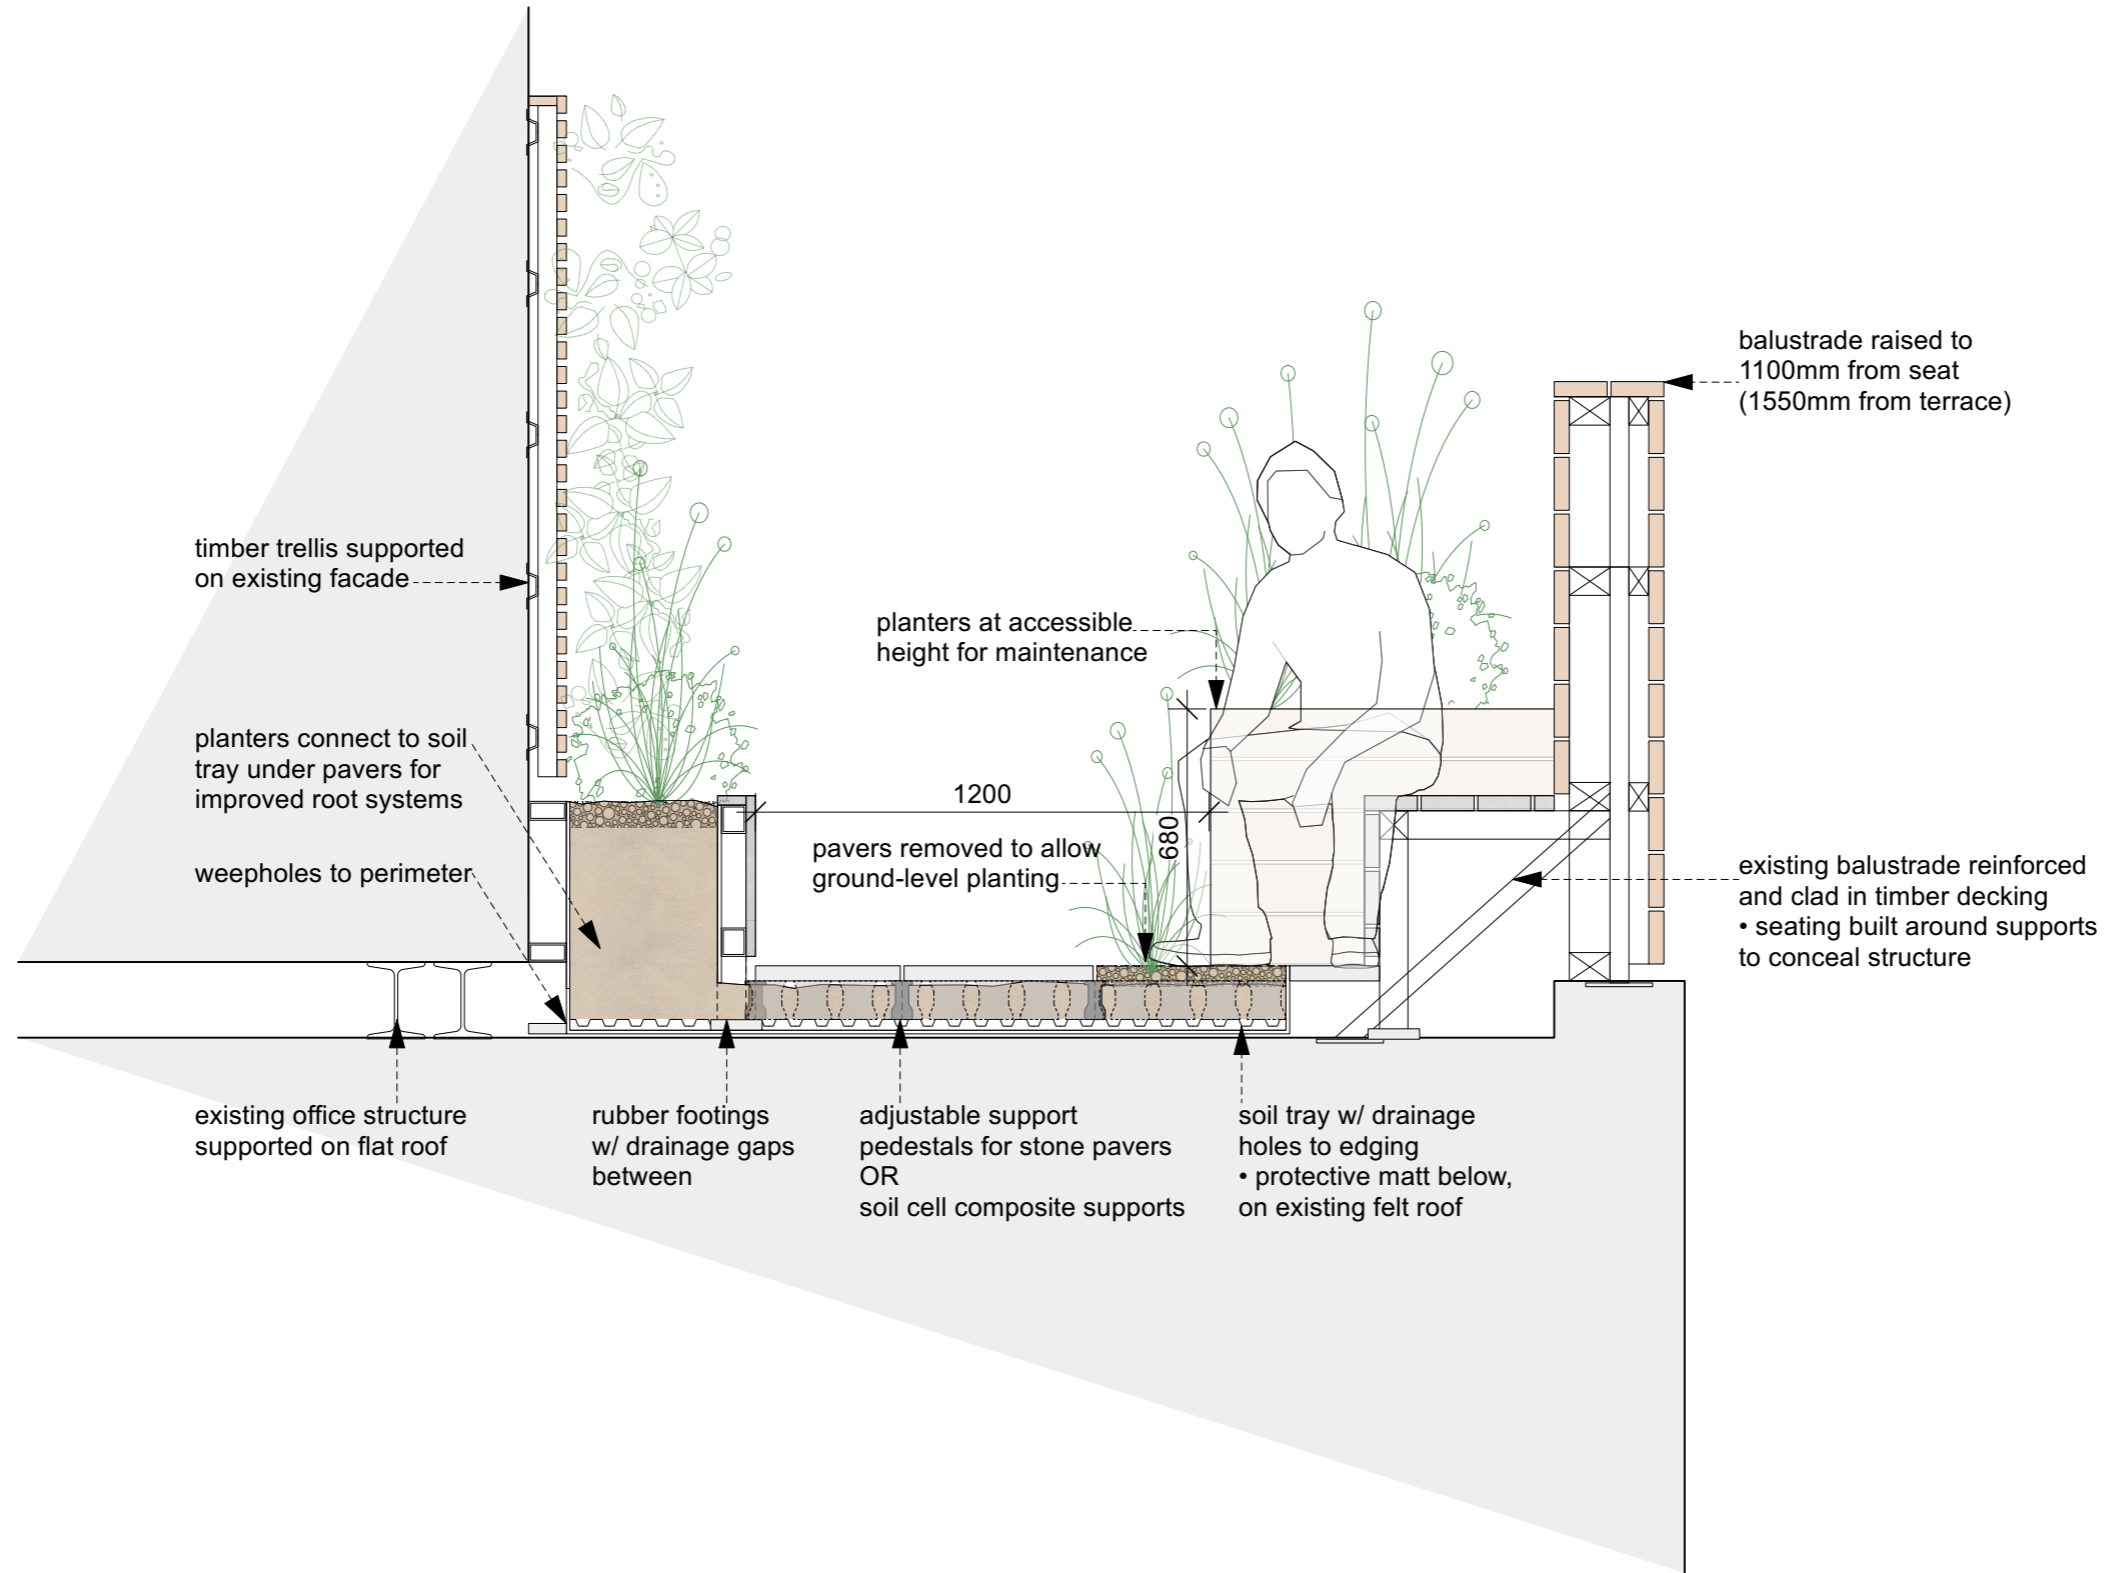 balustrade raised to
1100mm from seat
(1550mm from terrace)
timber trellis supported
on existing facade
planters at accessible
height for maintenance
planters connect to soil
tray under pavers for
improved root systems
1200
680
pavers removed to allow
ground-level planting
weepholes to perimeter
existing balustrade reinforced
and clad in timber decking
• seating built around supports
to conceal structure
existing office structure
supported on flat roof
rubber footings
w/ drainage gaps
between
adjustable support
pedestals for stone pavers
OR
soil cell composite supports
soil tray w/ drainage
holes to edging
• protective matt below,
on existing felt roof